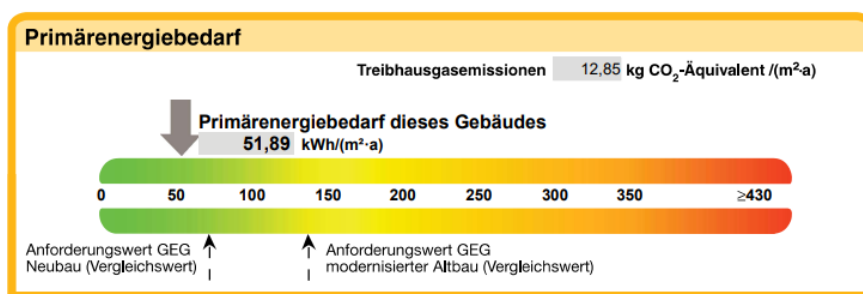 Primärenergiebedarf
Treibhausgasemissionen 12,85 kg CO₂-Äquivalent /(m²·a)
Primärenergiebedarf dieses Gebäudes
51,89 kWh/(m²·a)
0 50 100 150 200 250 300 350 ≥430
Anforderungswert GEG
Neubau (Vergleichswert)
Anforderungswert GEG
modernisierter Altbau (Vergleichswert)